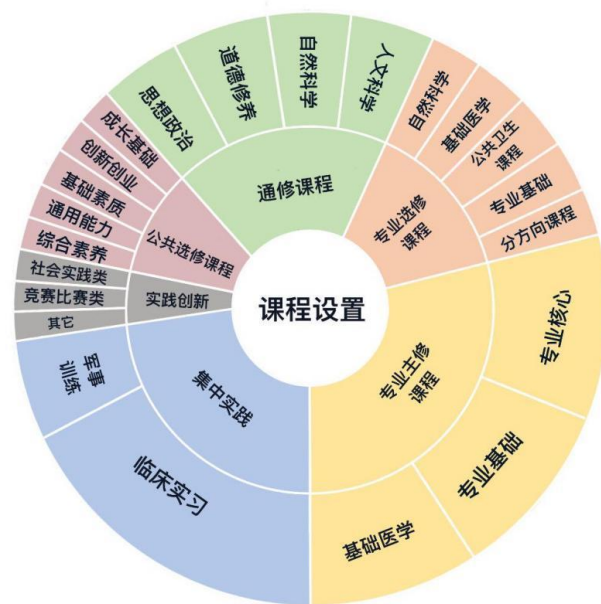 课程设置
通修课程
思想政治
道德修养
自然科学
人文科学
专业选修
课程
自然科学
基础医学
公共卫生
课程
专业基础
分方向课程
专业主修
课程
专业核心
专业基础
基础医学
集中实践
临床实习
军事
训练
实践创新
其它
竞赛比赛类
社会实践类
公共选修课程
综合素养
通用能力
基础素质
创新创业
成长基础